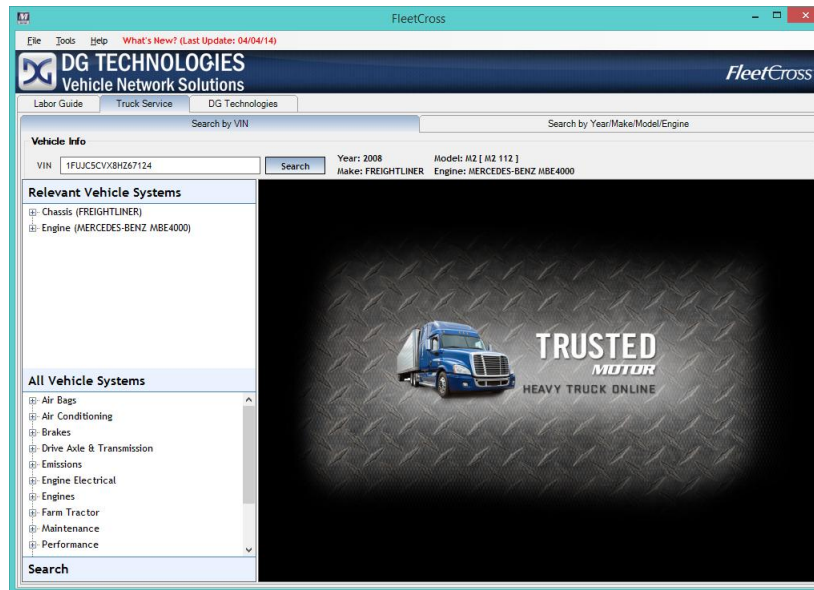 FleetCross
File Tools Help What's New? (Last Update: 04/04/14)
DG TECHNOLOGIES
Vehicle Network Solutions
FleetCross
Labor Guide Truck Service DG Technologies
Search by VIN Search by Year/Make/Model/Engine
Vehicle Info
VIN 1FUJC5CVX8HZ67124 Search
Year: 2008 Model: M2 [ M2 112 ]
Make: FREIGHTLINER Engine: MERCEDES-BENZ MBE4000
Relevant Vehicle Systems
Chassis (FREIGHTLINER)
Engine (MERCEDES-BENZ MBE4000)
TRUSTED
MOTOR
HEAVY TRUCK ONLINE
All Vehicle Systems
Air Bags
Air Conditioning
Brakes
Drive Axle & Transmission
Emissions
Engine Electrical
Engines
Farm Tractor
Maintenance
Performance
Search